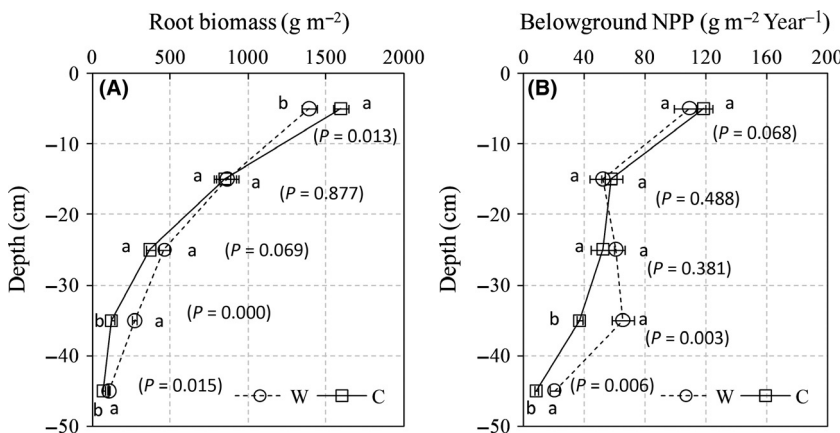 Root biomass (g m⁻²)
0 500 1000 1500 2000
(A)
0
−10
−20
−30
−40
−50
Depth (cm)
b a
(P = 0.013)
a a
(P = 0.877)
a a
(P = 0.069)
b a
(P = 0.000)
b a
(P = 0.015)
W C
Belowground NPP (g m⁻² Year⁻¹)
0 40 80 120 160 200
(B)
0
−10
−20
−30
−40
−50
Depth (cm)
a a
(P = 0.068)
a a
(P = 0.488)
a a
(P = 0.381)
b a
(P = 0.003)
b a
(P = 0.006)
W C